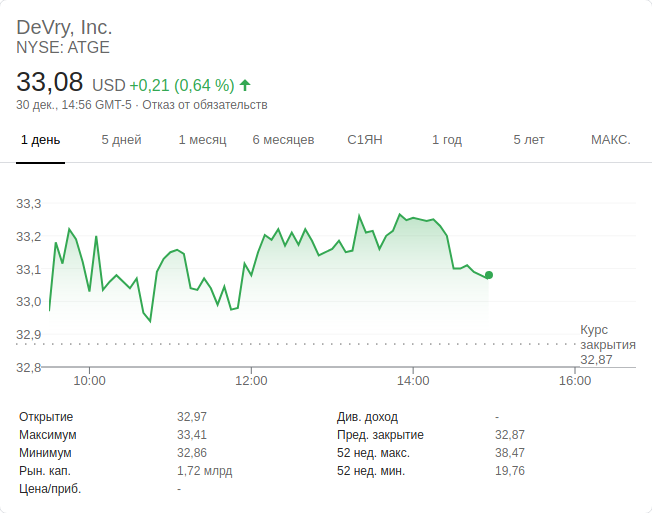 DeVry, Inc.
NYSE: ATGE
33,08 USD +0,21 (0,64 %)
30 дек., 14:56 GMT-5 · Отказ от обязательств
1 день 5 дней 1 месяц 6 месяцев С1ЯН 1 год 5 лет МАКС.
33,3
33,2
33,1
33,0
32,9
32,8
Курс
закрытия
32,87
10:00 12:00 14:00 16:00
Открытие 32,97 Див. доход -
Максимум 33,41 Пред. закрытие 32,87
Минимум 32,86 52 нед. макс. 38,47
Рын. кап. 1,72 млрд 52 нед. мин. 19,76
Цена/приб. -